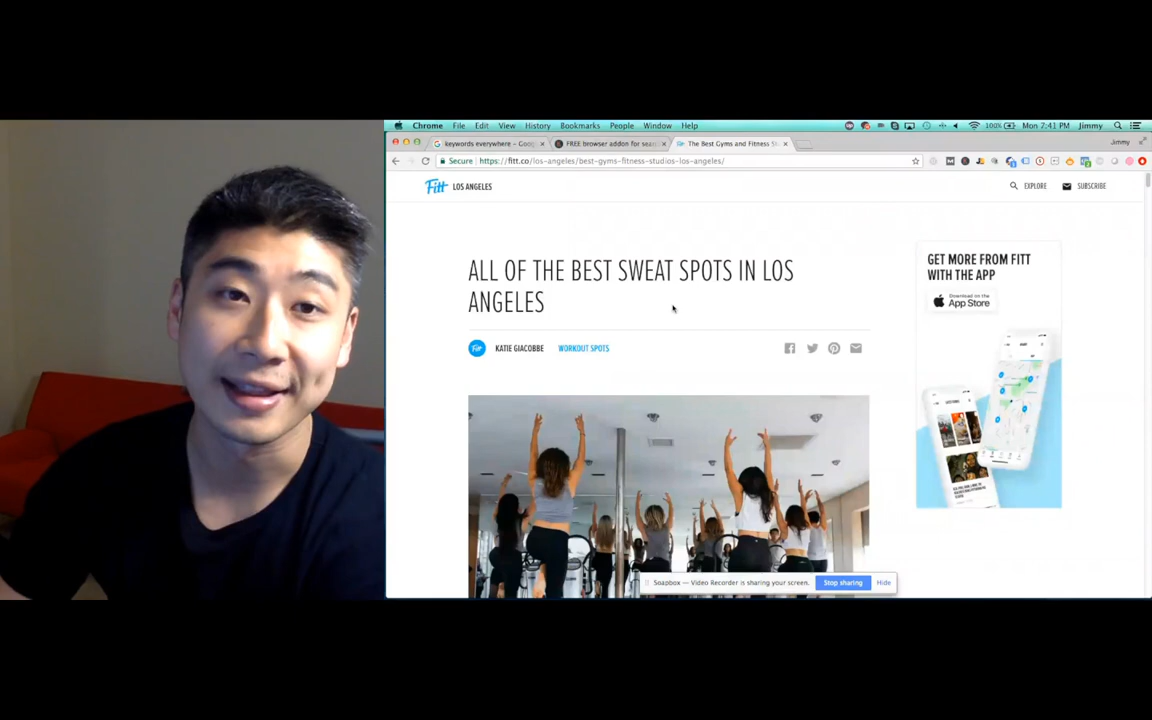 Chrome File Edit View History Bookmarks People Window Help 100% Mon 7:41 PM Jimmy
keywords everywhere – Goog FREE browser addon for searc The Best Gyms and Fitness St Jimmy
Secure https://fitt.co/los-angeles/best-gyms-fitness-studios-los-angeles/
Fitt LOS ANGELES EXPLORE SUBSCRIBE
ALL OF THE BEST SWEAT SPOTS IN LOS
ANGELES
Fitt KATIE GIACOBBE WORKOUT SPOTS
GET MORE FROM FITT
WITH THE APP
Download on the
App Store
Soapbox — Video Recorder is sharing your screen. Stop sharing Hide